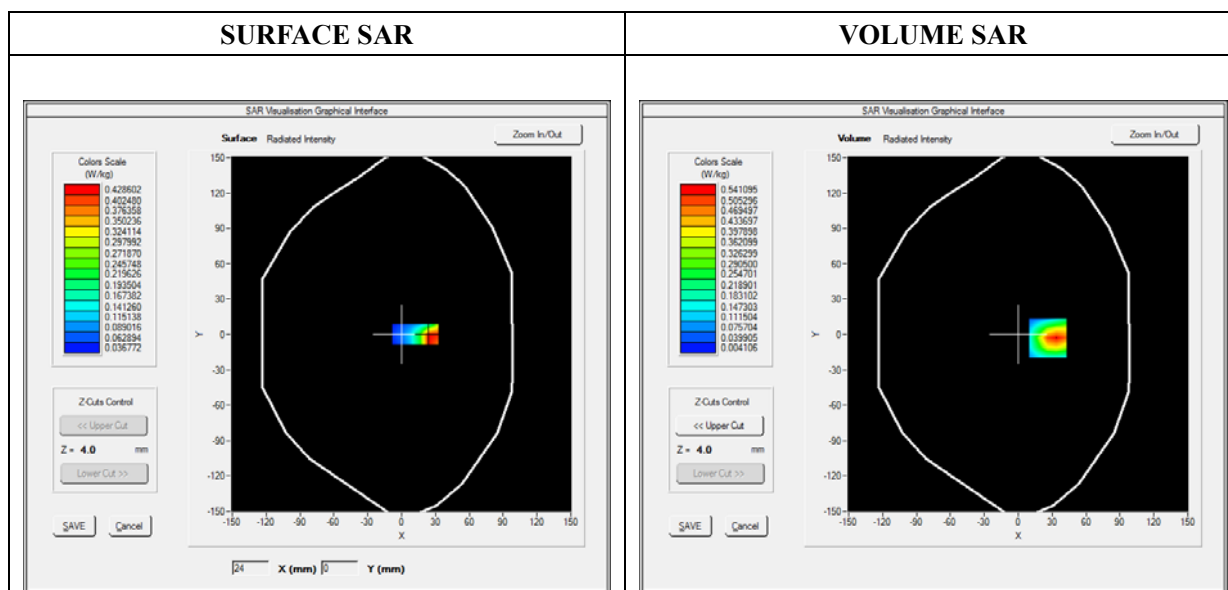 SURFACE SAR
VOLUME SAR
SAR Visualisation Graphical Interface
Surface Radiated Intensity
Zoom In/Out
Colors Scale
(W/kg)
0.428602
0.402480
0.376358
0.350236
0.324114
0.297992
0.271870
0.245748
0.219626
0.193504
0.167382
0.141260
0.115138
0.089016
0.062894
0.036772
150
120
90
60
30
0
-30
-60
-90
-120
-150
Y
-150 -120 -90 -60 -30 0 30 60 90 120 150
X
Z-Cuts Control
<< Upper Cut
Z = 4.0 mm
Lower Cut >>
SAVE Cancel
24 X (mm) 0 Y (mm)
SAR Visualisation Graphical Interface
Volume Radiated Intensity
Zoom In/Out
Colors Scale
(W/kg)
0.541095
0.505296
0.469497
0.433697
0.397898
0.362099
0.326299
0.290500
0.254701
0.218901
0.183102
0.147303
0.111504
0.075704
0.039905
0.004106
150
120
90
60
30
0
-30
-60
-90
-120
-150
Y
-150 -120 -90 -60 -30 0 30 60 90 120 150
X
Z-Cuts Control
<< Upper Cut
Z = 4.0 mm
Lower Cut >>
SAVE Cancel